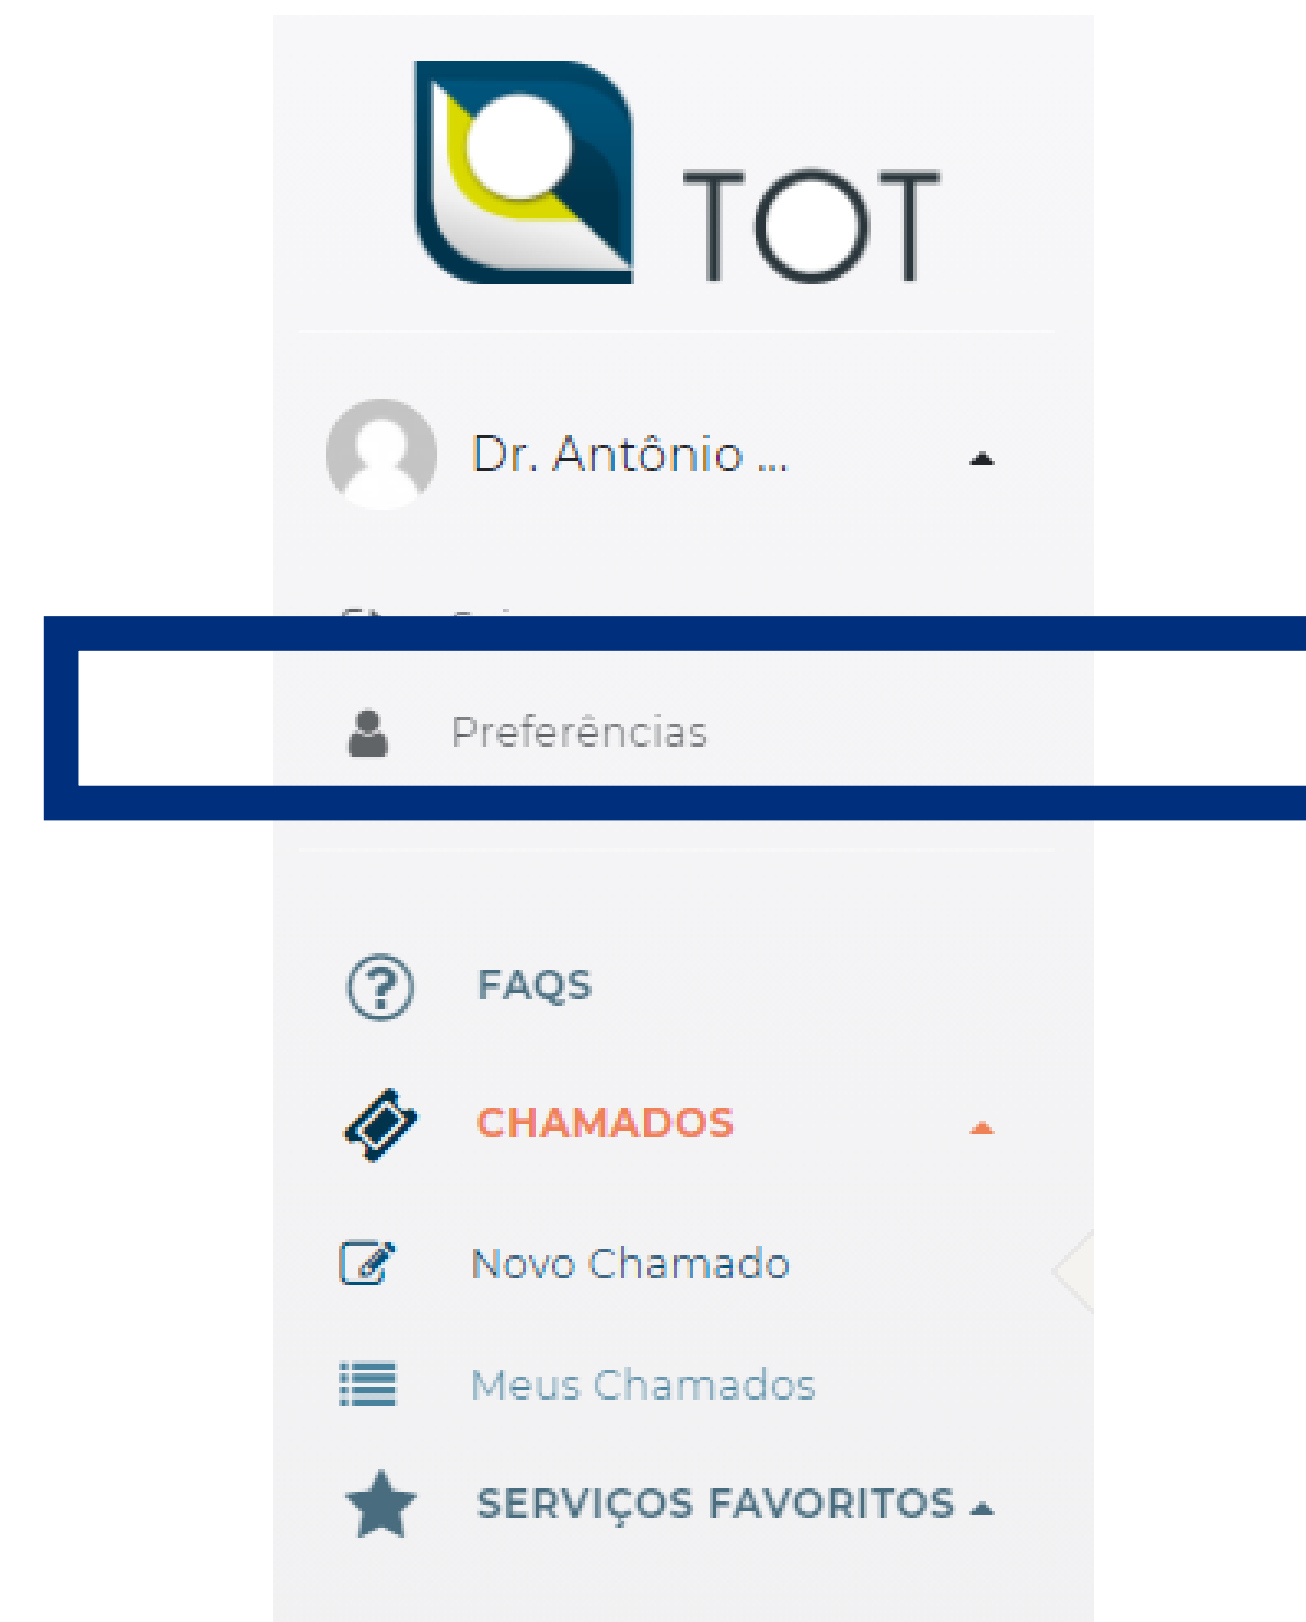 TOT
Dr. Antônio ...
Preferências
FAQS
CHAMADOS
Novo Chamado
Meus Chamados
SERVIÇOS FAVORITOS